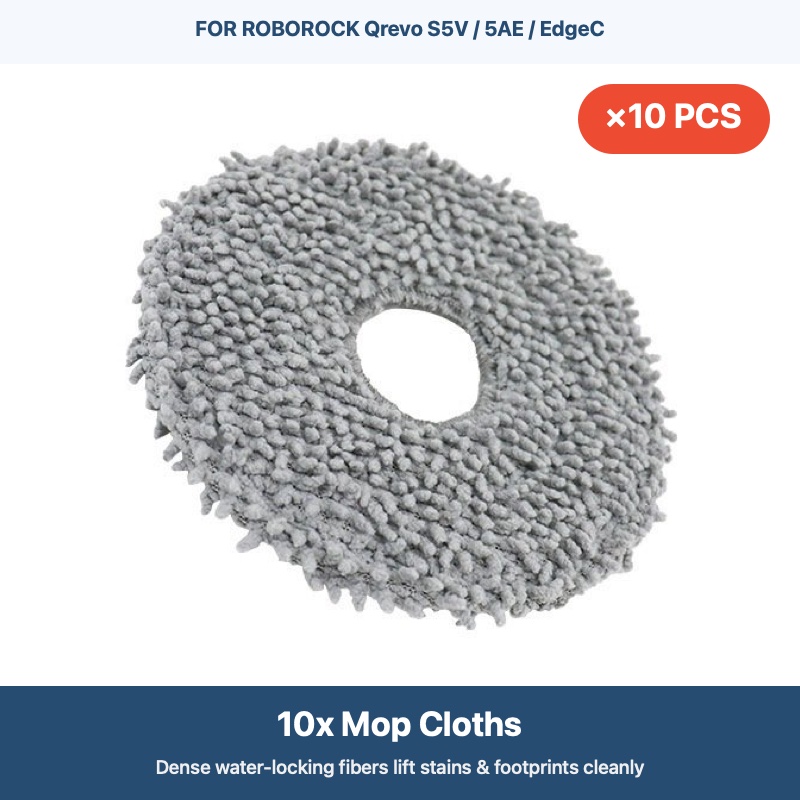 FOR ROBOROCK Qrevo S5V / 5AE / EdgeC
×10 PCS
10x Mop Cloths
Dense water-locking fibers lift stains & footprints cleanly